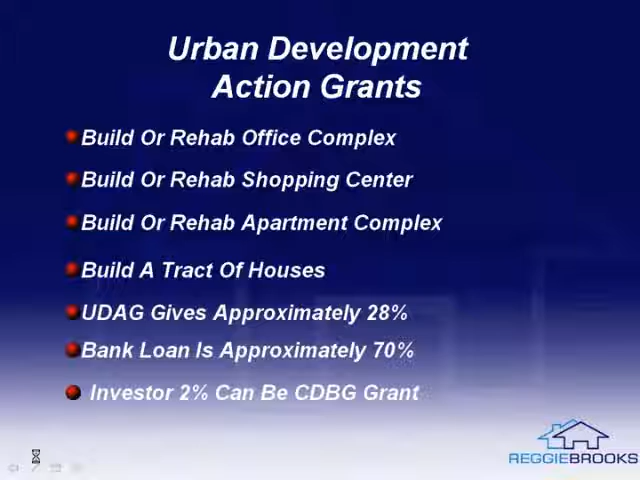 Urban Development
Action Grants
Build Or Rehab Office Complex
Build Or Rehab Shopping Center
Build Or Rehab Apartment Complex
Build A Tract Of Houses
UDAG Gives Approximately 28%
Bank Loan Is Approximately 70%
Investor 2% Can Be CDBG Grant
REGGIEBROOKS